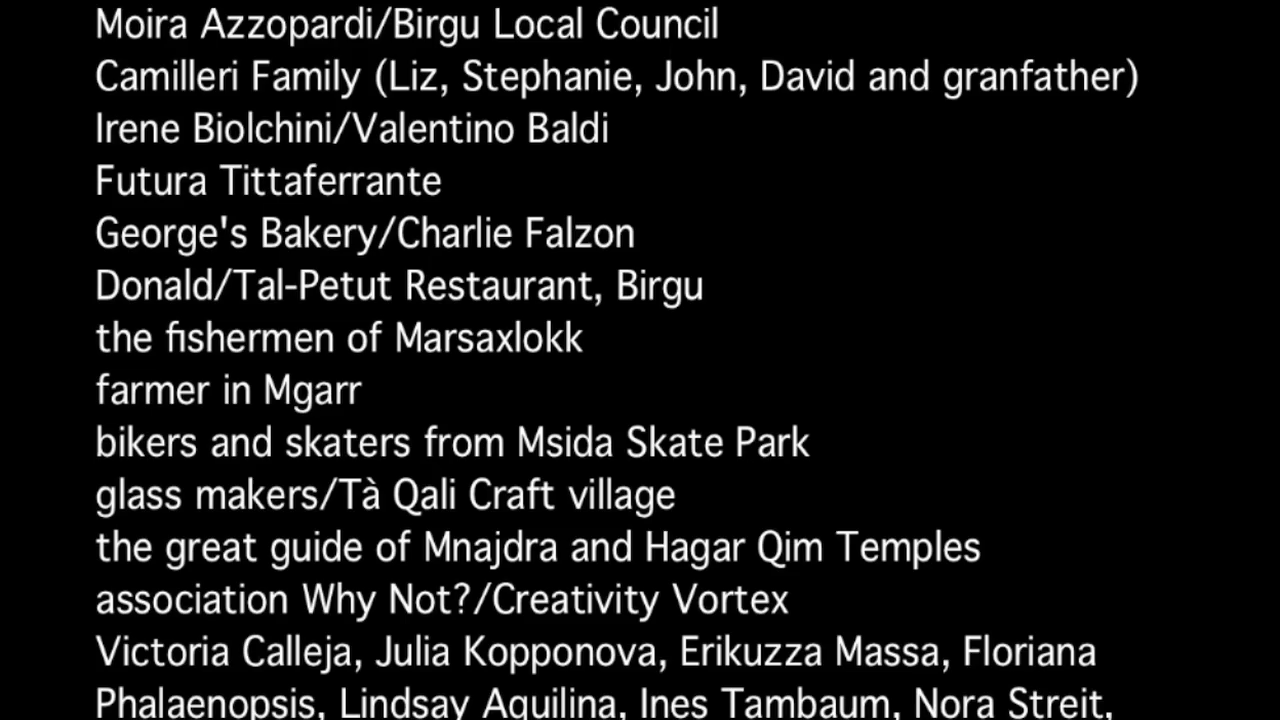 Moira Azzopardi/Birgu Local Council
Camilleri Family (Liz, Stephanie, John, David and granfather)
Irene Biolchini/Valentino Baldi
Futura Tittaferrante
George's Bakery/Charlie Falzon
Donald/Tal-Petut Restaurant, Birgu
the fishermen of Marsaxlokk
farmer in Mgarr
bikers and skaters from Msida Skate Park
glass makers/Tà Qali Craft village
the great guide of Mnajdra and Hagar Qim Temples
association Why Not?/Creativity Vortex
Victoria Calleja, Julia Kopponova, Erikuzza Massa, Floriana
Phalaenopsis, Lindsay Aquilina, Ines Tambaum, Nora Streit,